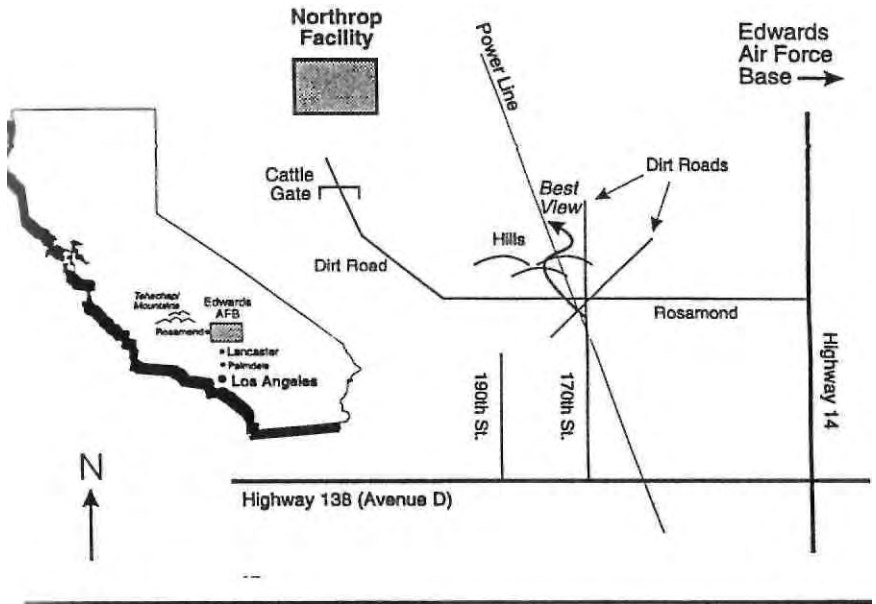 Northrop
Facility
Power Line
Edwards
Air Force
Base
Cattle
Gate
Best
View
Dirt Roads
Hills
Dirt Road
Tehachapi
Mountains
Edwards
AFB
Rosamond
Rosamond
Lancaster
Palmdale
Los Angeles
190th St.
170th St.
Highway 14
N
Highway 138 (Avenue D)